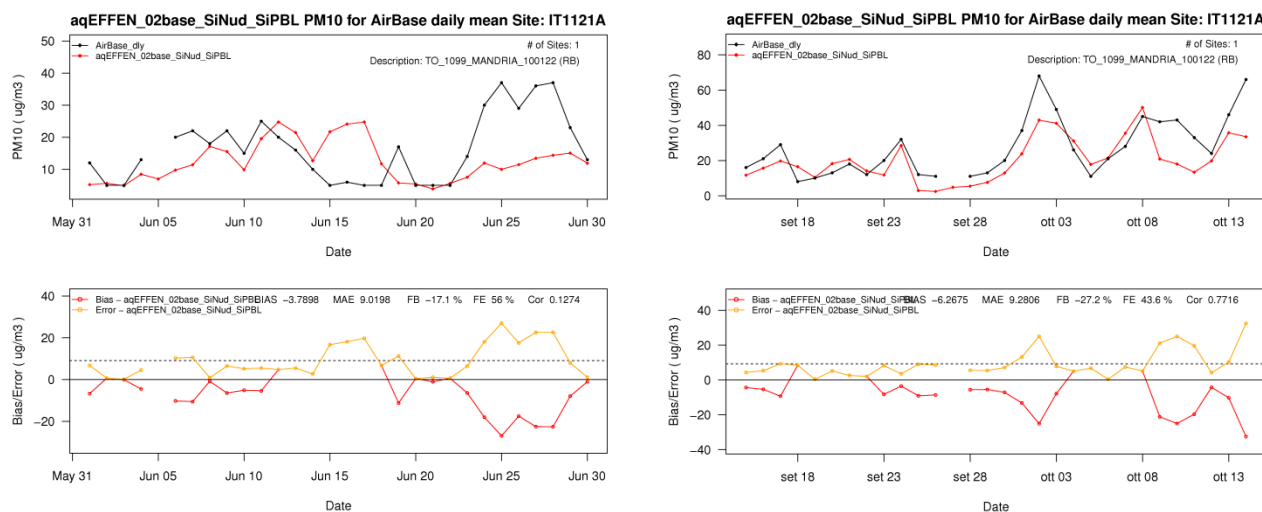 aqEFFEN_02base_SiNud_SiPBL PM10 for AirBase daily mean Site: IT1121A
AirBase_dly
aqEFFEN_02base_SiNud_SiPBL
# of Sites: 1
Description: TO_1099_MANDRIA_100122 (RB)
PM10 ( ug/m3 )
50
40
30
20
10
May 31
Jun 05
Jun 10
Jun 15
Jun 20
Jun 25
Jun 30
Date
Bias − aqEFFEN_02base_SiNud_SiPBL BIAS −3.7898 MAE 9.0198 FB −17.1 % FE 56 % Cor 0.1274
Error − aqEFFEN_02base_SiNud_SiPBL
Bias/Error ( ug/m3 )
40
20
0
−20
May 31
Jun 05
Jun 10
Jun 15
Jun 20
Jun 25
Jun 30
Date
aqEFFEN_02base_SiNud_SiPBL PM10 for AirBase daily mean Site: IT1121A
AirBase_dly
aqEFFEN_02base_SiNud_SiPBL
# of Sites: 1
Description: TO_1099_MANDRIA_100122 (RB)
PM10 ( ug/m3 )
80
60
40
20
0
set 18
set 23
set 28
ott 03
ott 08
ott 13
Date
Bias − aqEFFEN_02base_SiNud_SiPBL BIAS −6.2675 MAE 9.2806 FB −27.2 % FE 43.6 % Cor 0.7716
Error − aqEFFEN_02base_SiNud_SiPBL
Bias/Error ( ug/m3 )
40
20
0
−20
−40
set 18
set 23
set 28
ott 03
ott 08
ott 13
Date